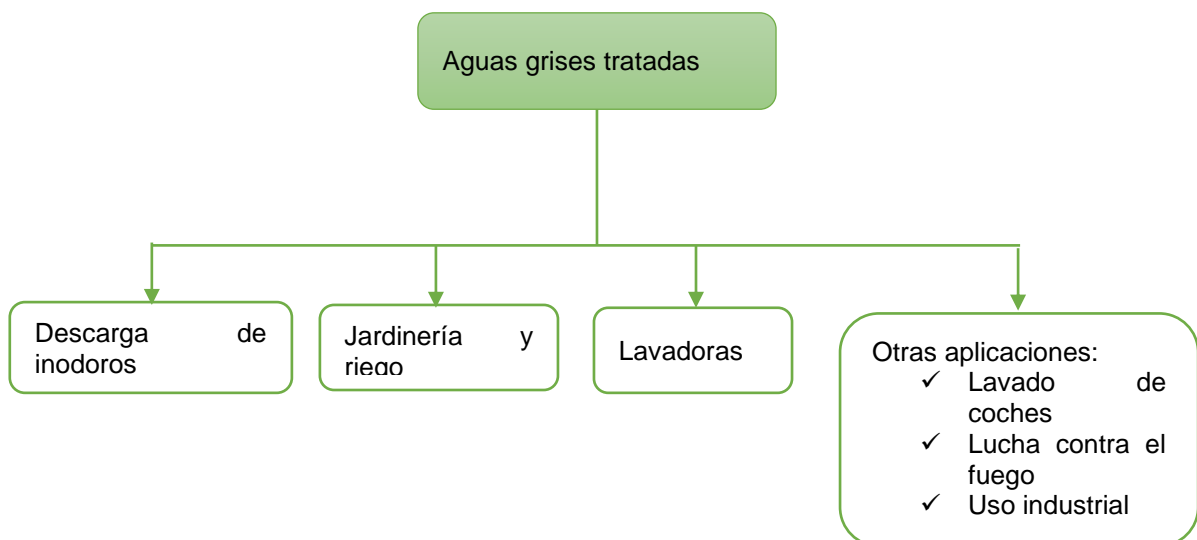 Aguas grises tratadas
Descarga de
inodoros
Jardinería y
riego
Lavadoras
Otras aplicaciones:
✓ Lavado de
coches
✓ Lucha contra el
fuego
✓ Uso industrial